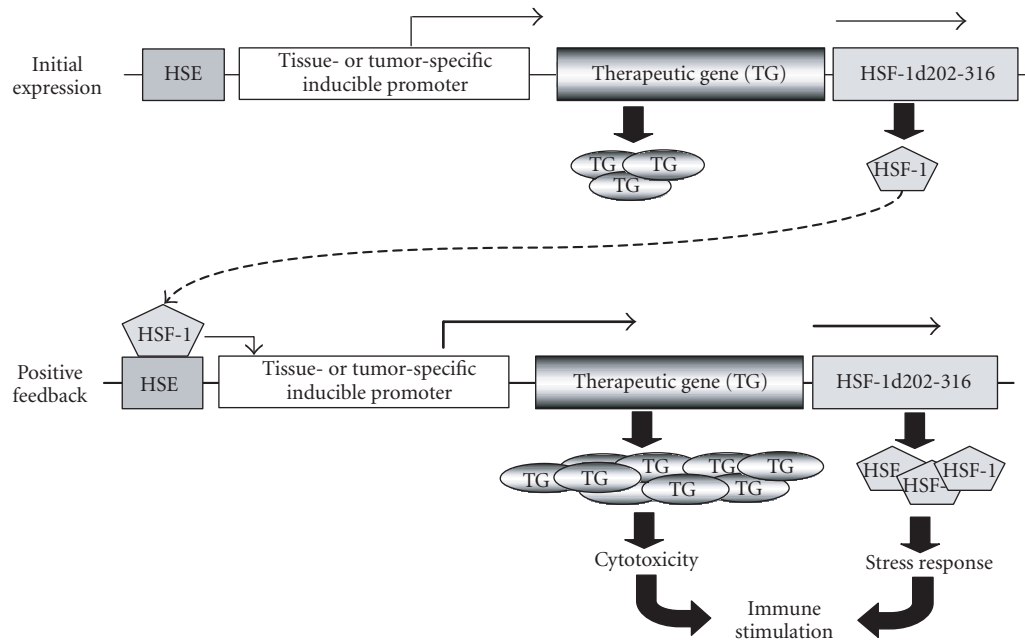 Initial
expression
HSE
Tissue- or tumor-specific
inducible promoter
Therapeutic gene (TG)
HSF-1d202-316
TG
TG
TG
HSF-1
Positive
feedback
HSF-1
HSE
Tissue- or tumor-specific
inducible promoter
Therapeutic gene (TG)
HSF-1d202-316
TG
TG
TG
TG
TG
TG
TG
HSF
HSF-
HSF-1
Cytotoxicity
Stress response
Immune
stimulation